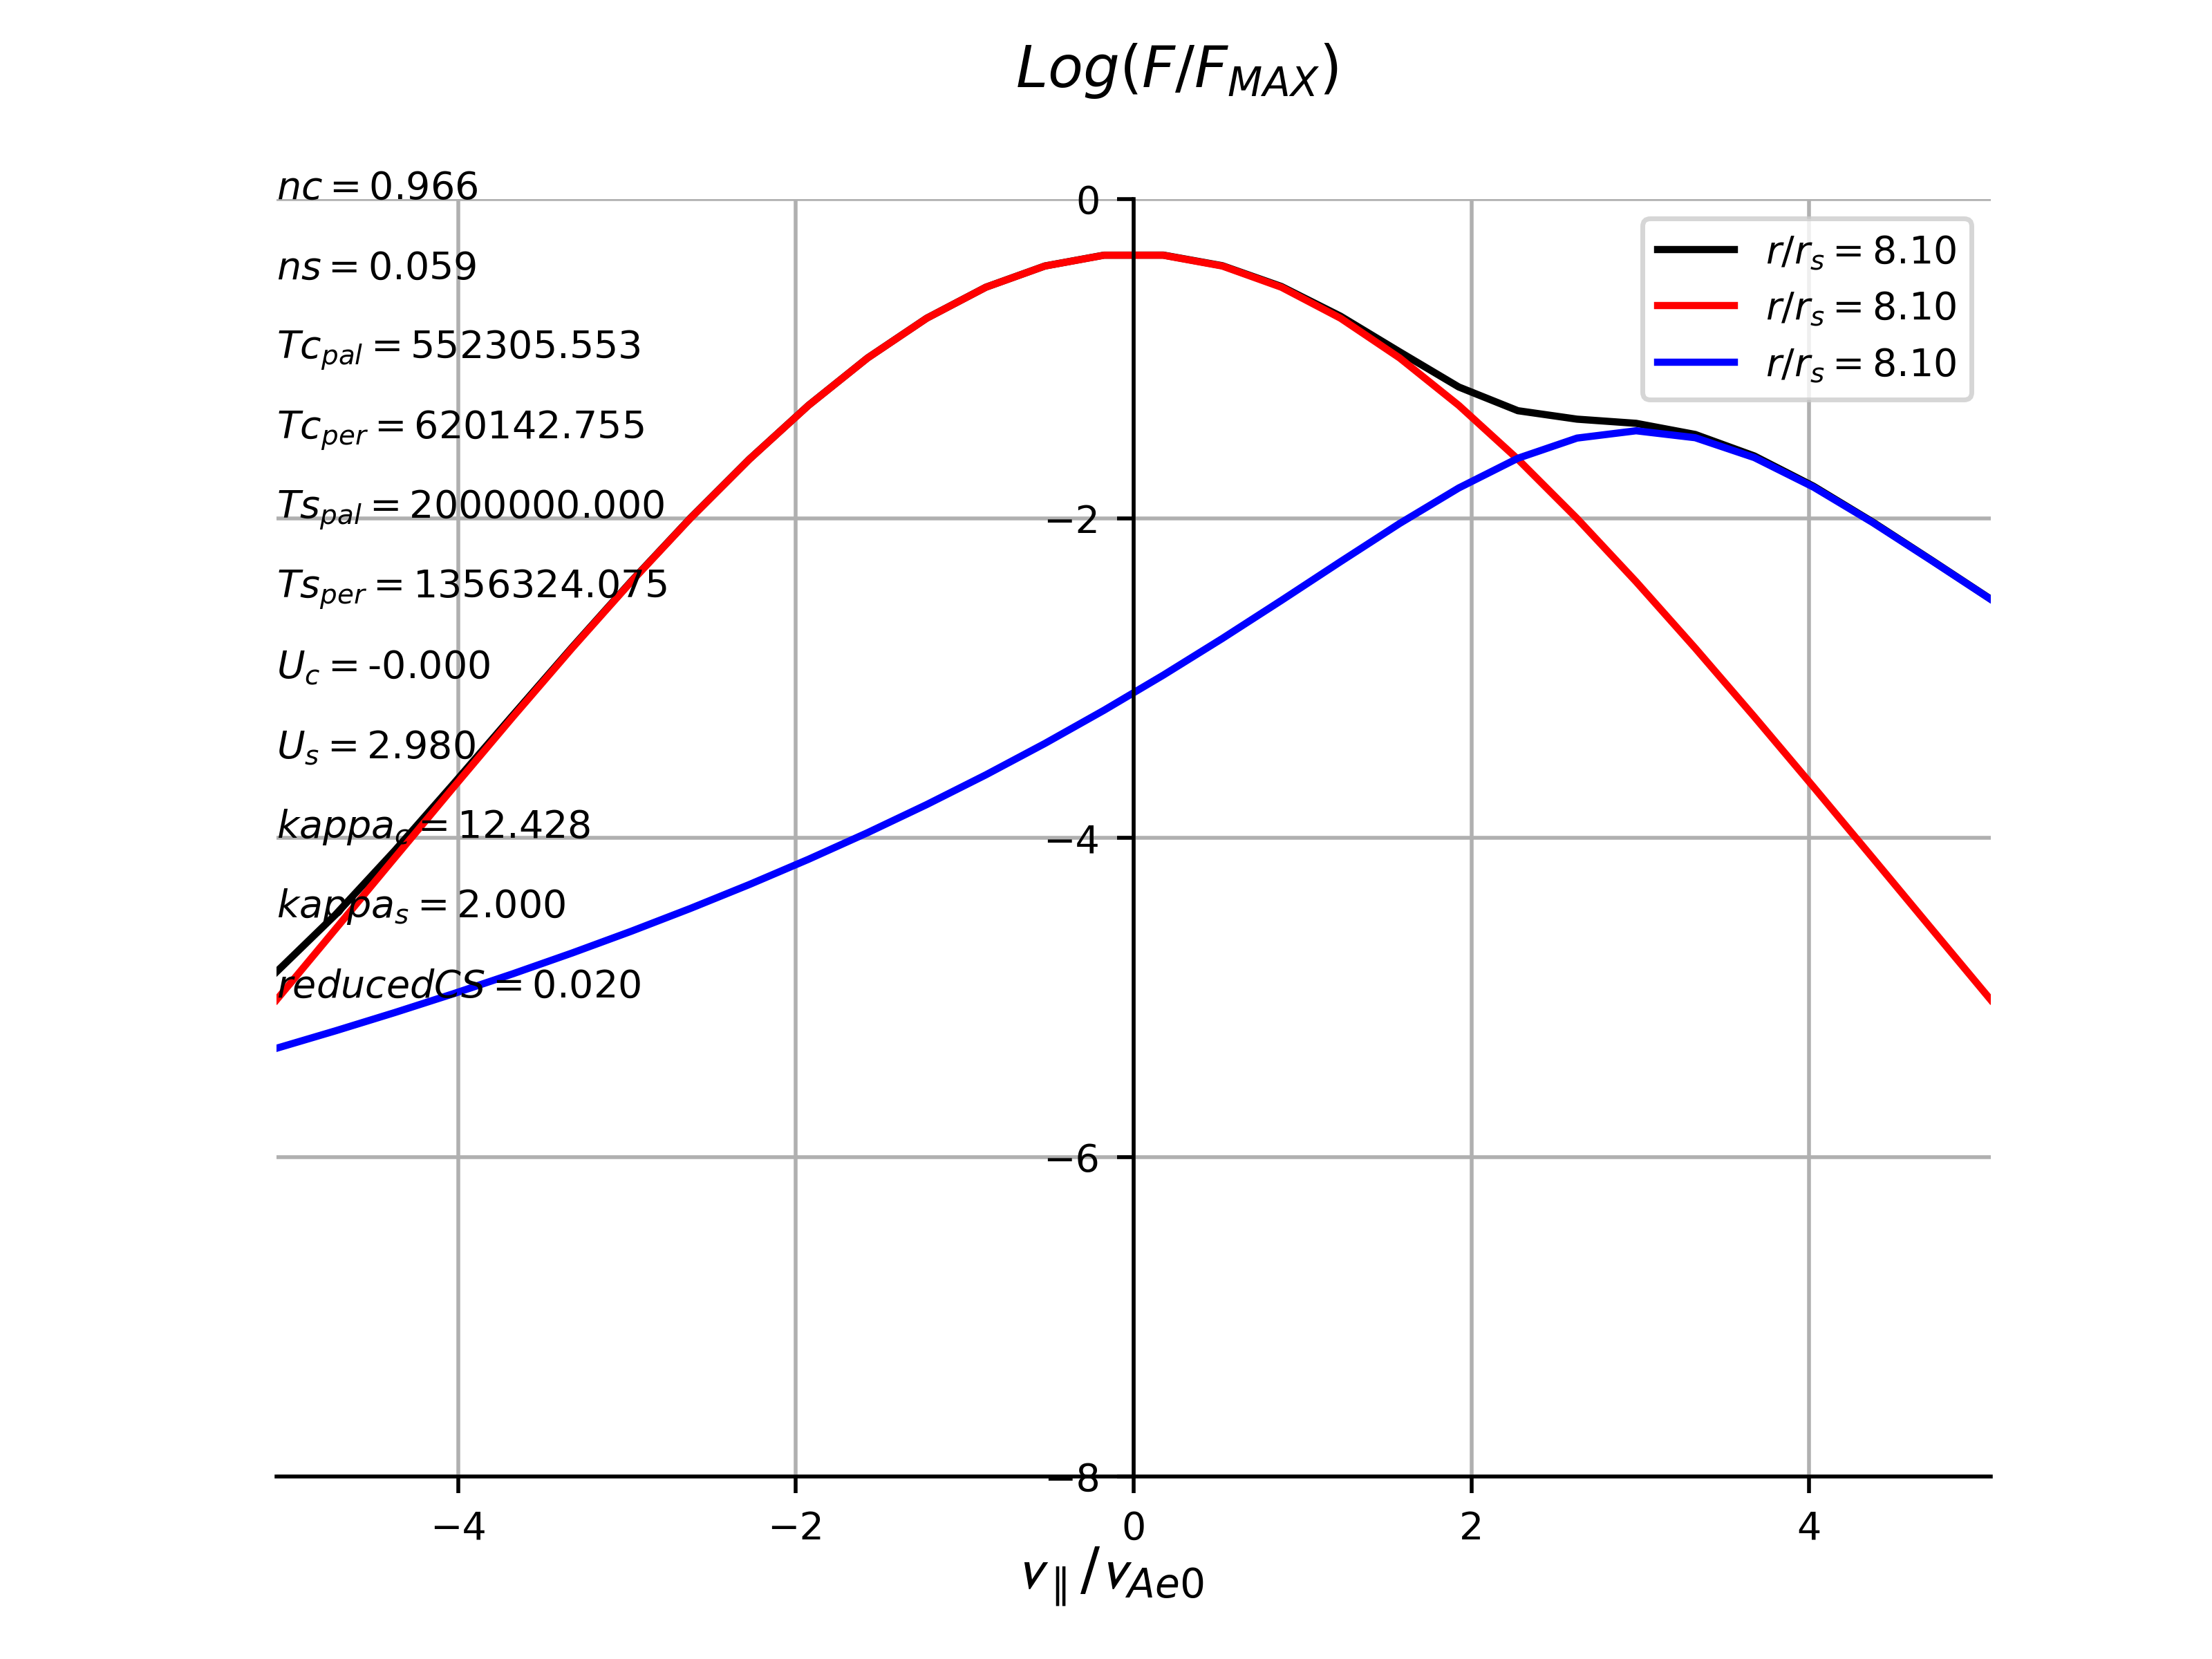 Log(F/F_MAX)
nc = 0.966
ns = 0.059
Tc_pal = 552305.553
Tc_per = 620142.755
Ts_pal = 2000000.000
Ts_per = 1356324.075
U_c = -0.000
U_s = 2.980
kappa_c = 12.428
kappa_s = 2.000
reducedCS = 0.020
r/r_s = 8.10
r/r_s = 8.10
r/r_s = 8.10
0
−2
−4
−6
−8
−4 −2 0 2 4
v_∥/v_Ae0